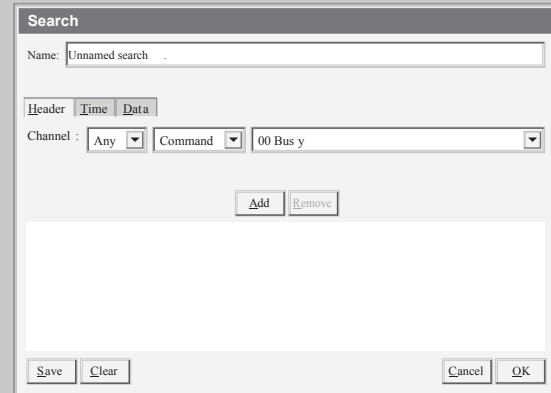 Search
Name: Unnamed search .
Header Time Data
Channel : Any Command 00 Bus y
Add Remove
Save Clear Cancel OK